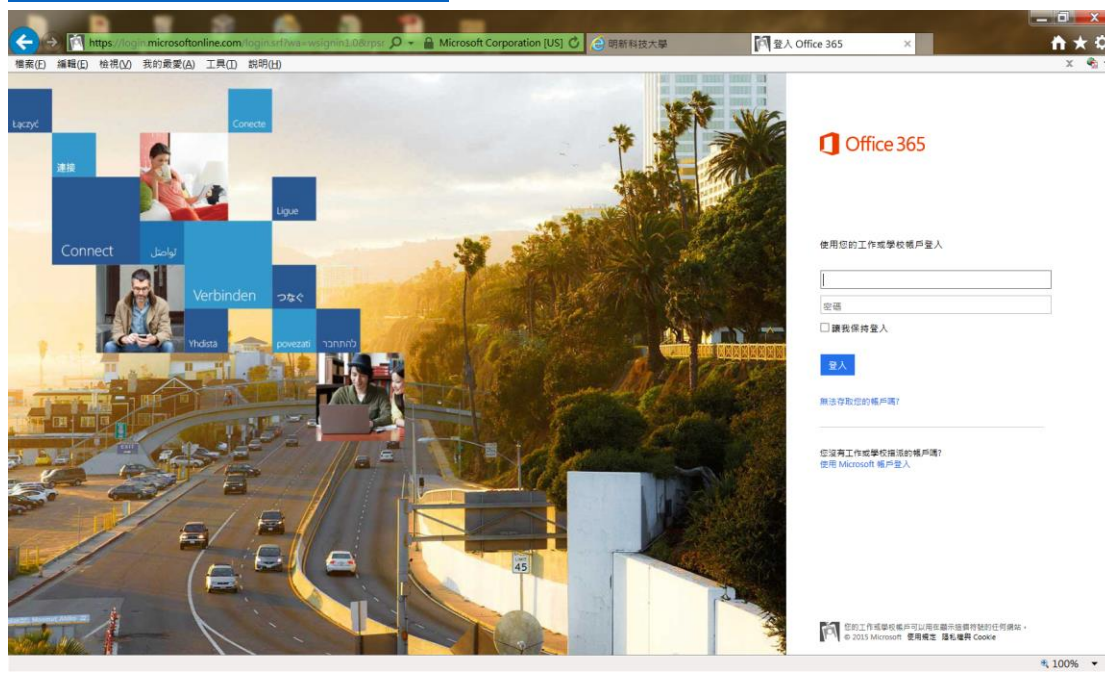 https://login.microsoftonline.com/login.srf?wa=wsignin1.0&rpsr
Microsoft Corporation [US]
明新科技大學
登入 Office 365
檔案(F) 編輯(E) 檢視(V) 我的最愛(A) 工具(T) 說明(H)
Łączyć
Conecte
連接
Ligue
Connect
تواصل
Verbinden
つなぐ
Yhdistä
povezati
להתחבר
EXIT
LIMIT
45
Office 365
使用您的工作或學校帳戶登入
密碼
讓我保持登入
登入
無法存取您的帳戶嗎?
您沒有工作或學校指派的帳戶嗎?
使用 Microsoft 帳戶登入
您的工作或學校帳戶可以用在顯示這個符號的任何網站。
© 2015 Microsoft 使用規定 隱私權與 Cookie
100%